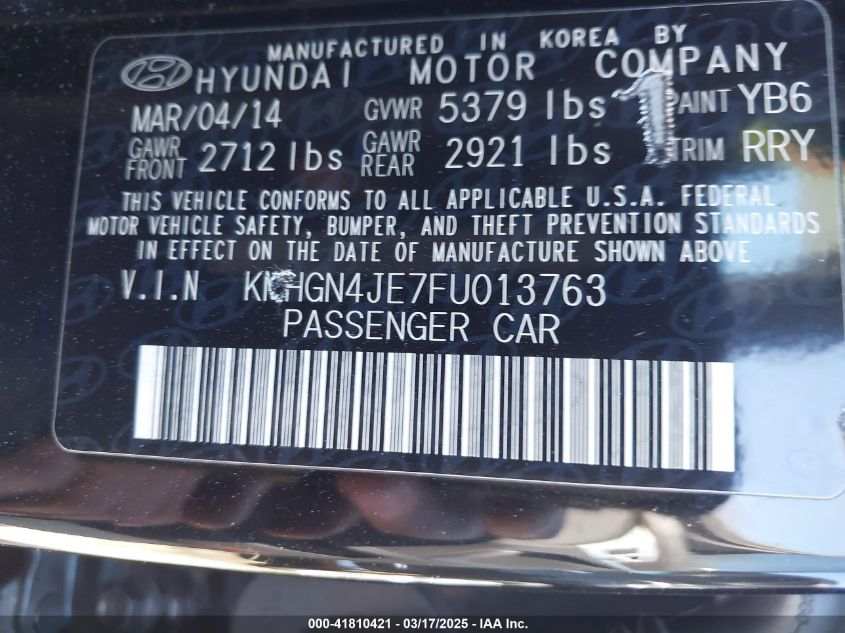 MANUFACTURED IN KOREA BY
HYUNDAI MOTOR COMPANY
MAR/04/14 GVWR 5379 lbs PAINT YB6
GAWR FRONT 2712 lbs GAWR REAR 2921 lbs TRIM RRY
THIS VEHICLE CONFORMS TO ALL APPLICABLE U.S.A. FEDERAL
MOTOR VEHICLE SAFETY, BUMPER, AND THEFT PREVENTION STANDARDS
IN EFFECT ON THE DATE OF MANUFACTURE SHOWN ABOVE
V.I.N KMHGN4JE7FU013763
PASSENGER CAR
000-41810421 / 03/17/2025 - IAA Inc.